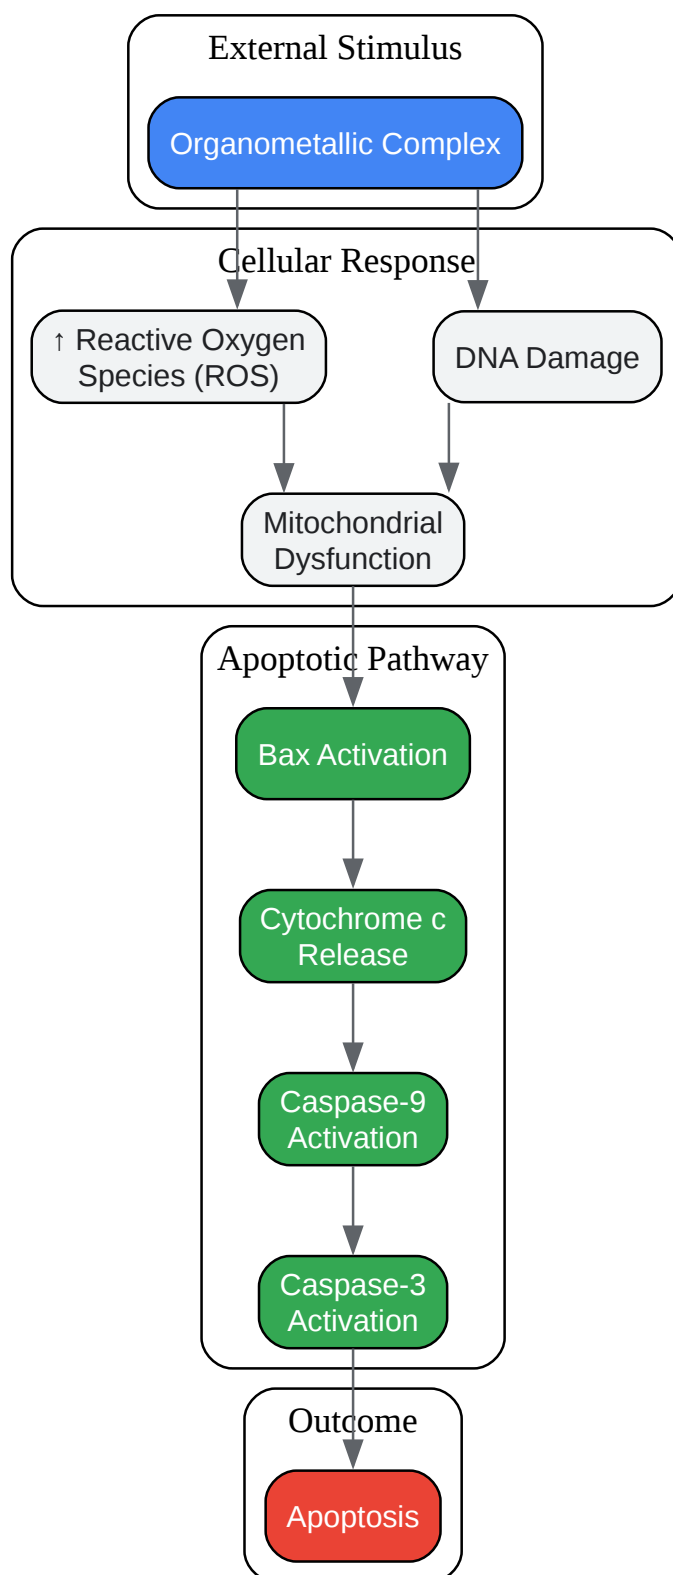 External Stimulus
Organometallic Complex
Cellular Response
↑ Reactive Oxygen
Species (ROS)
DNA Damage
Mitochondrial
Dysfunction
Apoptotic Pathway
Bax Activation
Cytochrome c
Release
Caspase-9
Activation
Caspase-3
Activation
Outcome
Apoptosis